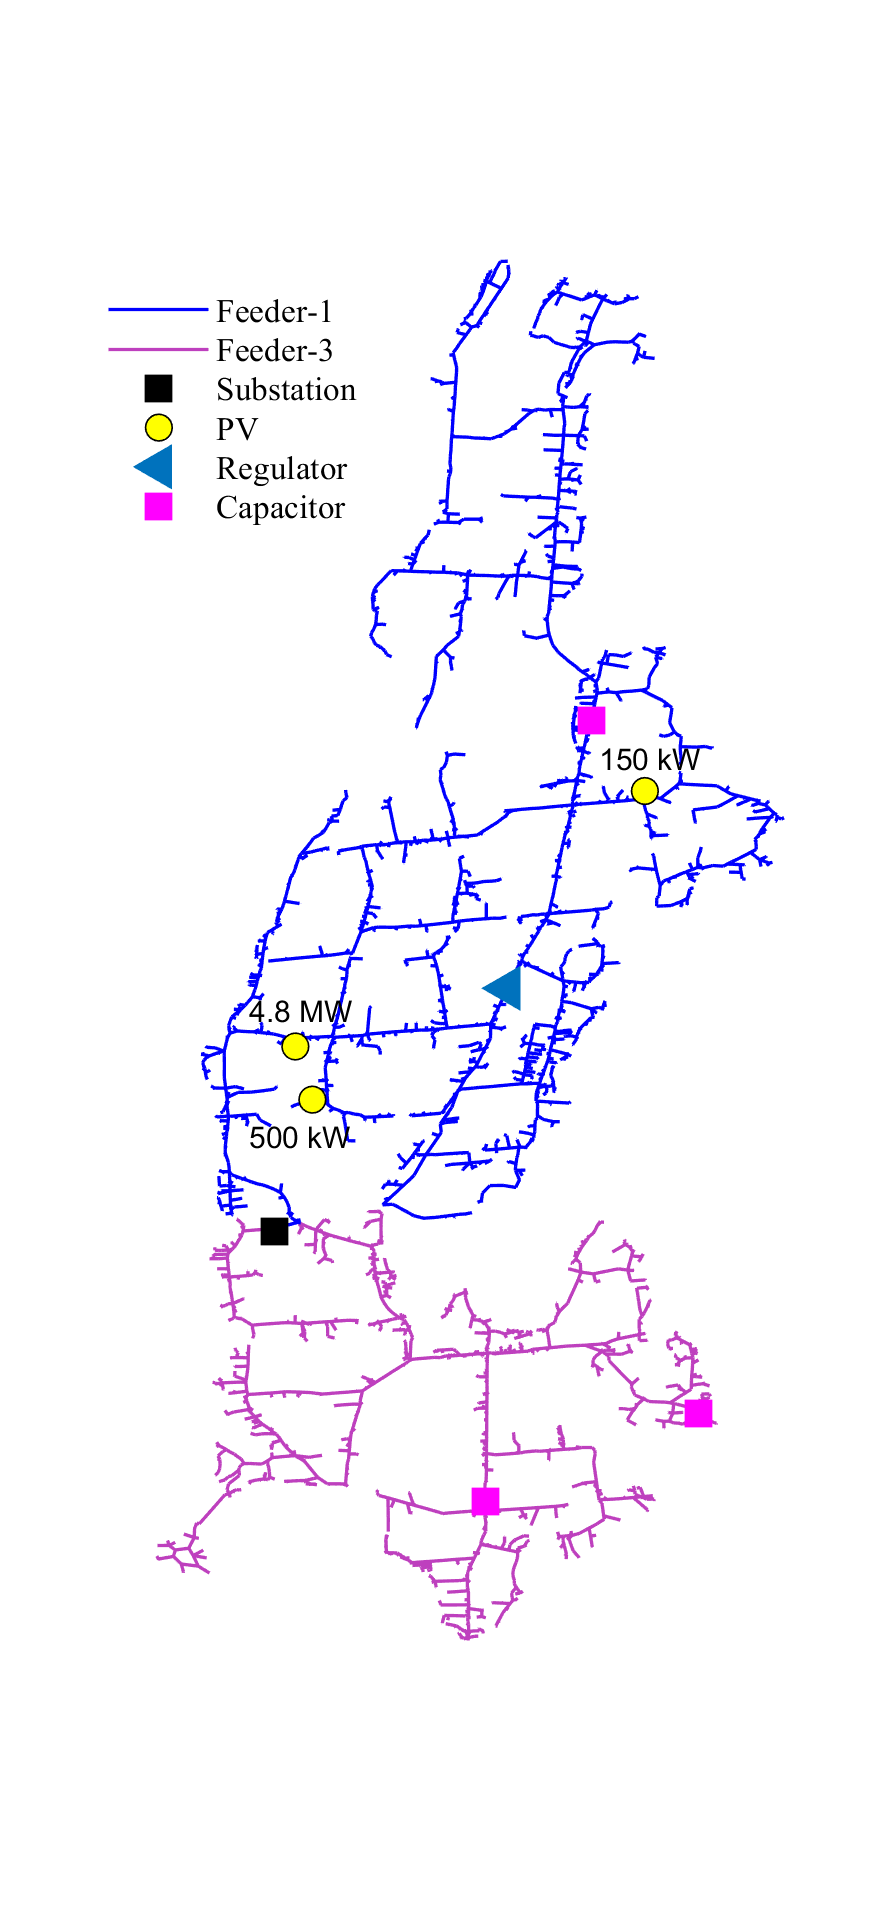 Feeder-1
Feeder-3
Substation
PV
Regulator
Capacitor
150 kW
4.8 MW
500 kW